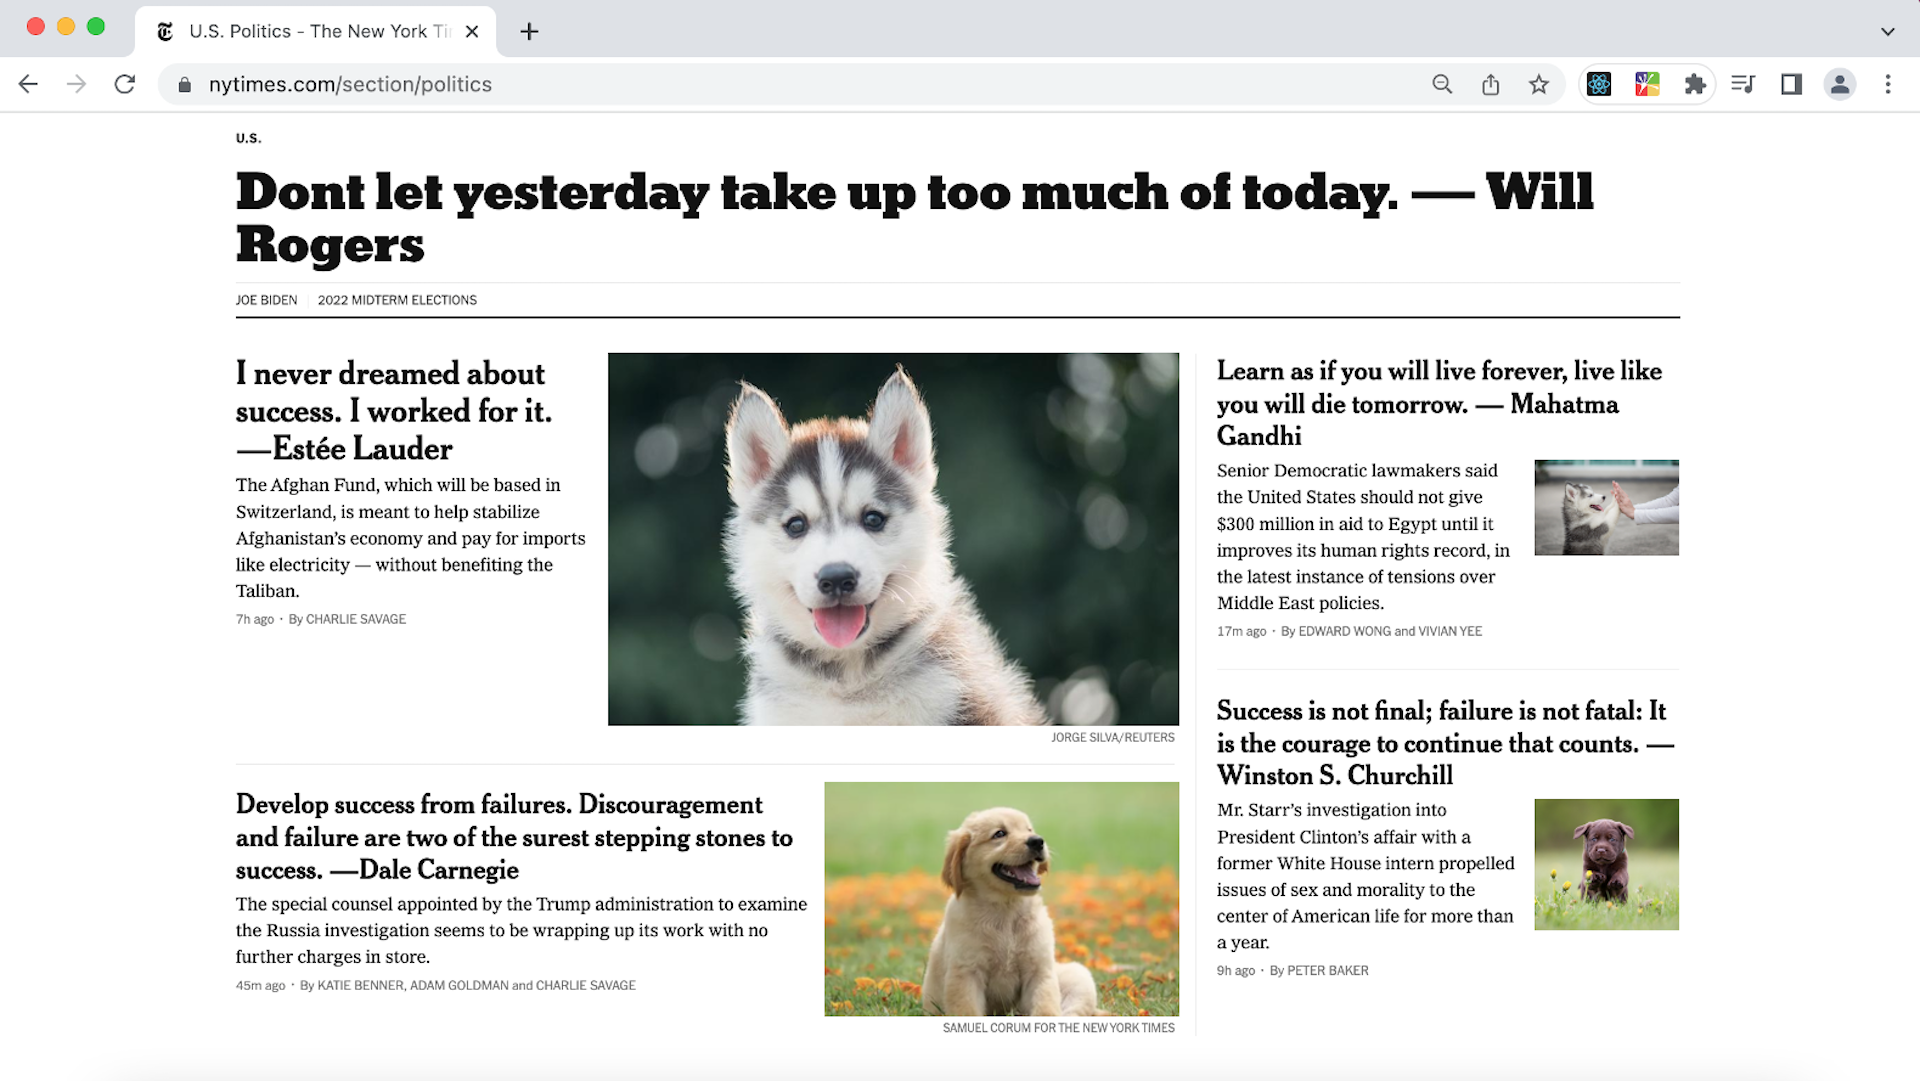 U.S. Politics - The New York Ti
nytimes.com/section/politics
U.S.
Dont let yesterday take up too much of today. — Will
Rogers
JOE BIDEN
2022 MIDTERM ELECTIONS
I never dreamed about
success. I worked for it.
—Estée Lauder
The Afghan Fund, which will be based in
Switzerland, is meant to help stabilize
Afghanistan’s economy and pay for imports
like electricity — without benefiting the
Taliban.
7h ago · By CHARLIE SAVAGE
JORGE SILVA/REUTERS
Develop success from failures. Discouragement
and failure are two of the surest stepping stones to
success. —Dale Carnegie
The special counsel appointed by the Trump administration to examine
the Russia investigation seems to be wrapping up its work with no
further charges in store.
45m ago · By KATIE BENNER, ADAM GOLDMAN and CHARLIE SAVAGE
SAMUEL CORUM FOR THE NEW YORK TIMES
Learn as if you will live forever, live like
you will die tomorrow. — Mahatma
Gandhi
Senior Democratic lawmakers said
the United States should not give
$300 million in aid to Egypt until it
improves its human rights record, in
the latest instance of tensions over
Middle East policies.
17m ago · By EDWARD WONG and VIVIAN YEE
Success is not final; failure is not fatal: It
is the courage to continue that counts. —
Winston S. Churchill
Mr. Starr’s investigation into
President Clinton’s affair with a
former White House intern propelled
issues of sex and morality to the
center of American life for more than
a year.
9h ago · By PETER BAKER